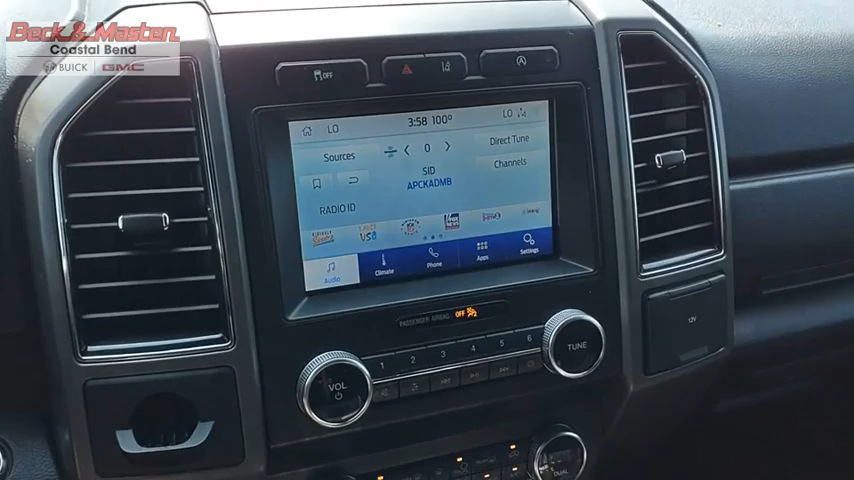 Beck & Masten
Coastal Bend
BUICK GMC
OFF
3:58 100°
LO
LO
Sources
< 0 >
Direct Tune
SID
APCKADMB
Channels
RADIO ID
FOX NEWS
Audio
Climate
Phone
Apps
Settings
PASSENGER AIRBAG OFF
1 2 3 4 5 6
VOL
TUNE
12V
DUAL